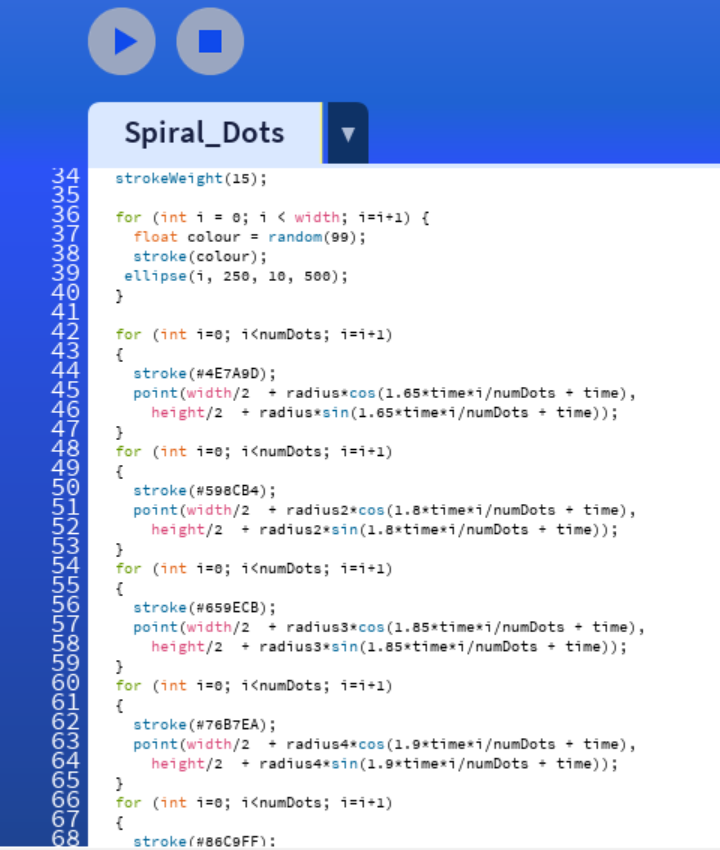 Spiral_Dots
34 strokeWeight(15);
35
36 for (int i = 0; i < width; i=i+1) {
37 float colour = random(99);
38 stroke(colour);
39 ellipse(i, 250, 10, 500);
40 }
41
42 for (int i=0; i<numDots; i=i+1)
43 {
44 stroke(#4E7A9D);
45 point(width/2 + radius*cos(1.65*time*i/numDots + time),
46 height/2 + radius*sin(1.65*time*i/numDots + time));
47 }
48 for (int i=0; i<numDots; i=i+1)
49 {
50 stroke(#598CB4);
51 point(width/2 + radius2*cos(1.8*time*i/numDots + time),
52 height/2 + radius2*sin(1.8*time*i/numDots + time));
53 }
54 for (int i=0; i<numDots; i=i+1)
55 {
56 stroke(#659ECB);
57 point(width/2 + radius3*cos(1.85*time*i/numDots + time),
58 height/2 + radius3*sin(1.85*time*i/numDots + time));
59 }
60 for (int i=0; i<numDots; i=i+1)
61 {
62 stroke(#76B7EA);
63 point(width/2 + radius4*cos(1.9*time*i/numDots + time),
64 height/2 + radius4*sin(1.9*time*i/numDots + time));
65 }
66 for (int i=0; i<numDots; i=i+1)
67 {
68 stroke(#86C9FF);